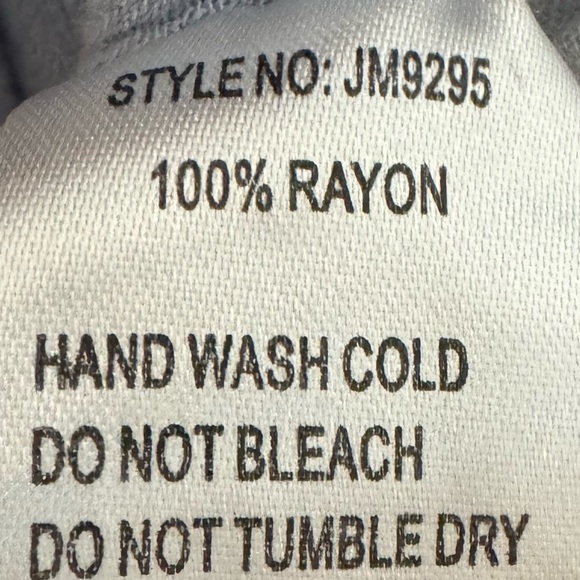 STYLE NO: JM9295
100% RAYON
HAND WASH COLD
DO NOT BLEACH
DO NOT TUMBLE DRY